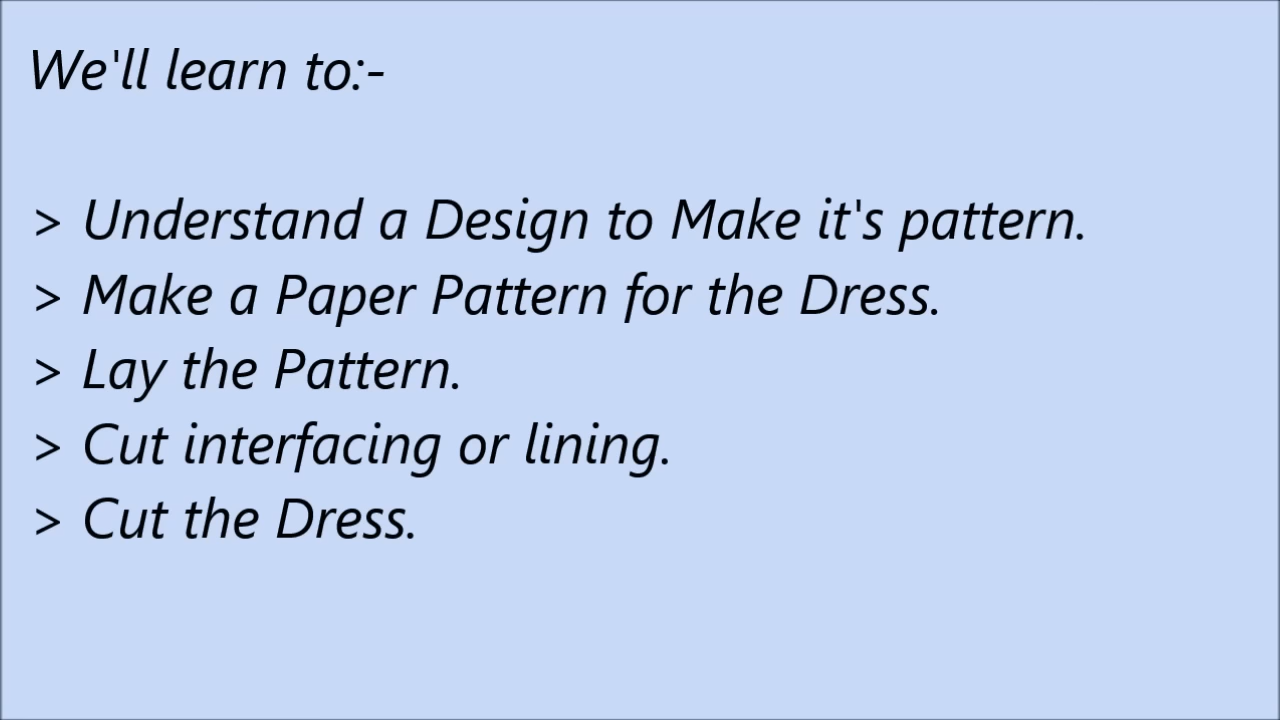 We'll learn to:-
> Understand a Design to Make it's pattern.
> Make a Paper Pattern for the Dress.
> Lay the Pattern.
> Cut interfacing or lining.
> Cut the Dress.